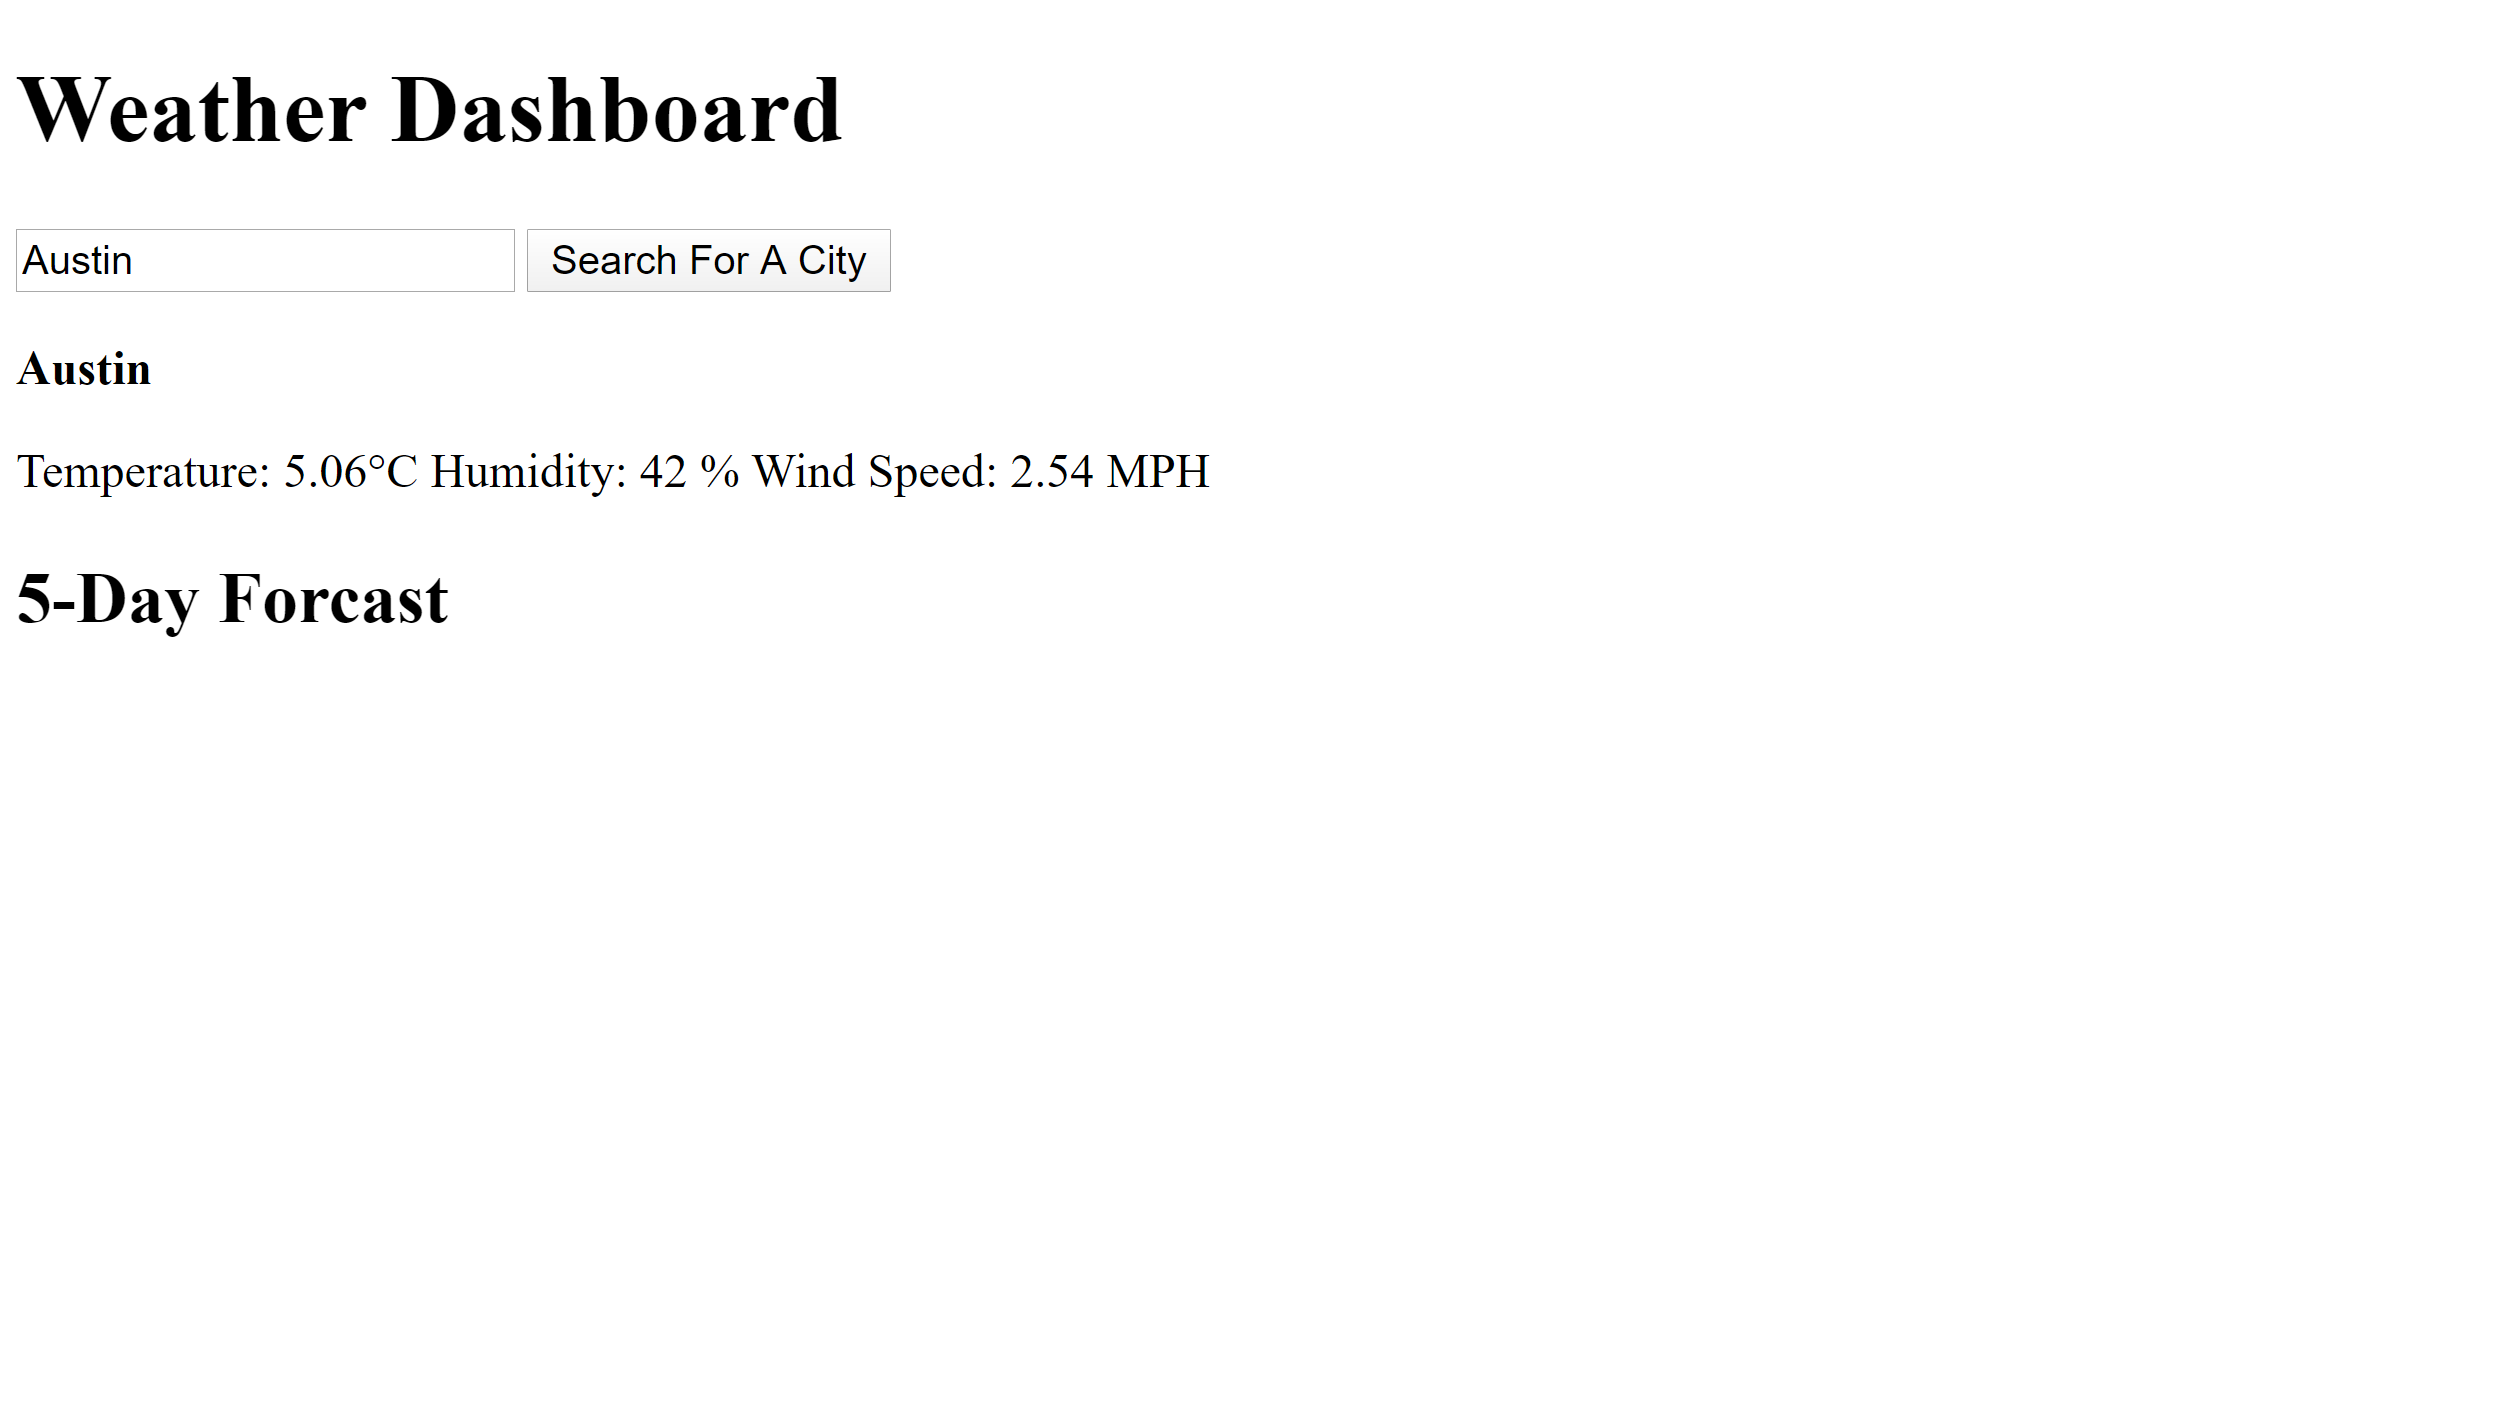 Weather Dashboard
Austin Search For A City
Austin
Temperature: 5.06°C Humidity: 42 % Wind Speed: 2.54 MPH
5-Day Forcast